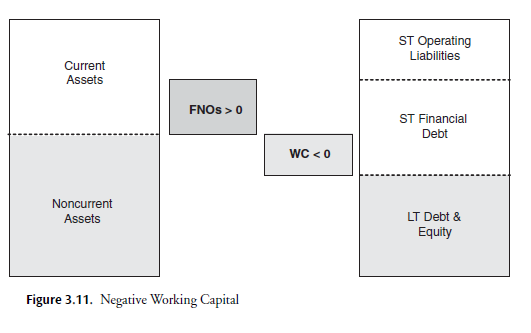 Current
Assets
Noncurrent
Assets
FNOs > 0
WC < 0
ST Operating
Liabilities
ST Financial
Debt
LT Debt &
Equity
Figure 3.11. Negative Working Capital